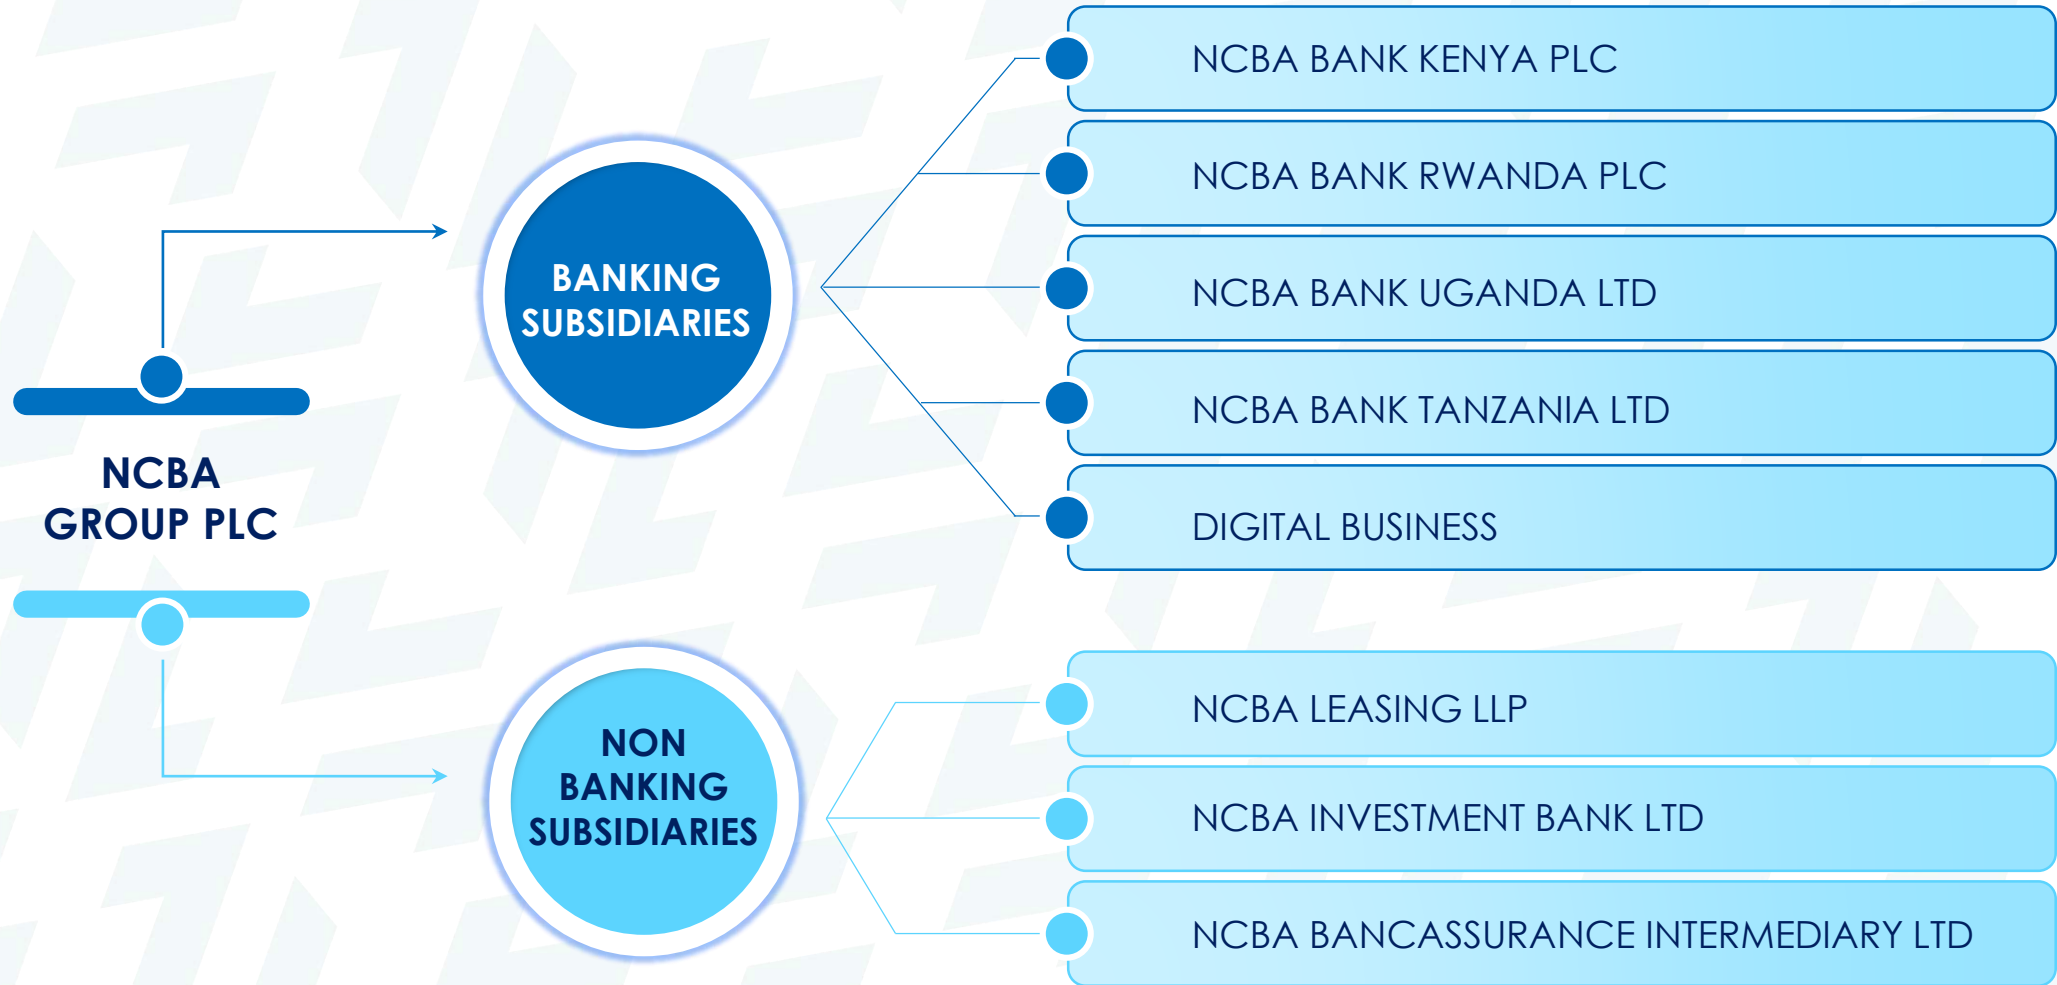 NCBA
GROUP PLC
BANKING
SUBSIDIARIES
NCBA BANK KENYA PLC
NCBA BANK RWANDA PLC
NCBA BANK UGANDA LTD
NCBA BANK TANZANIA LTD
DIGITAL BUSINESS
NON
BANKING
SUBSIDIARIES
NCBA LEASING LLP
NCBA INVESTMENT BANK LTD
NCBA BANCASSURANCE INTERMEDIARY LTD